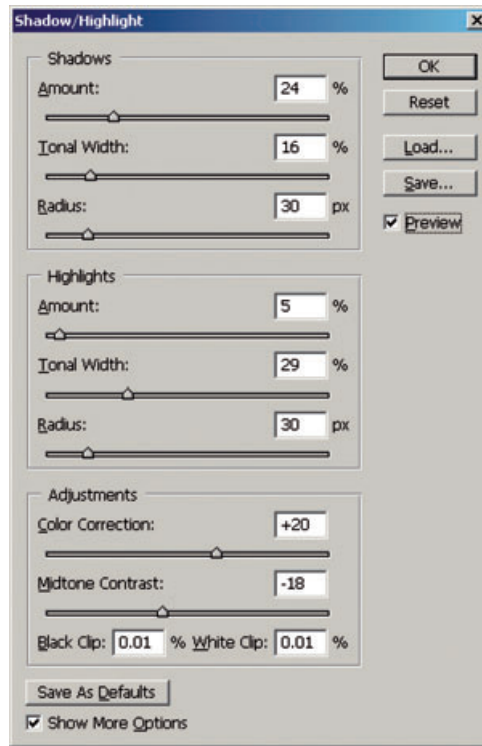 Shadow/Highlight
Shadows
Amount: 24 %
Tonal Width: 16 %
Radius: 30 px
Highlights
Amount: 5 %
Tonal Width: 29 %
Radius: 30 px
Adjustments
Color Correction: +20
Midtone Contrast: -18
Black Clip: 0.01 % White Clip: 0.01 %
Save As Defaults
Show More Options
OK
Reset
Load...
Save...
Preview